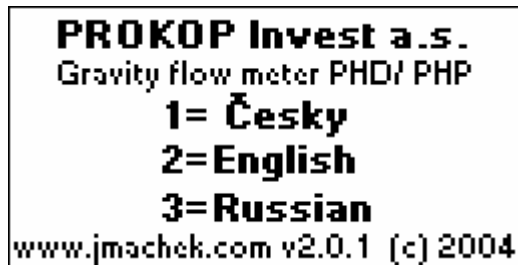 PROKOP Invest a.s.
Gravity flow meter PHD/ PHP
1= Česky
2=English
3=Russian
www.jmachek.com v2.0.1 (c) 2004